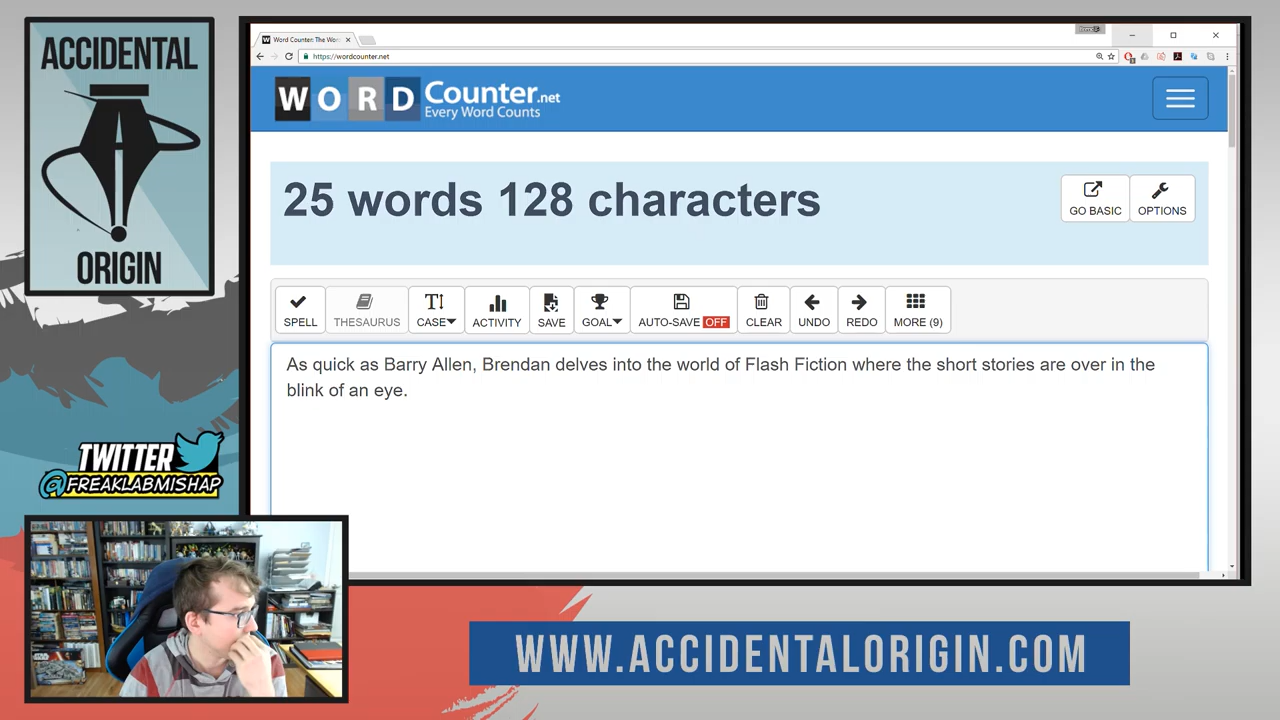 ACCIDENTAL
ORIGIN
TWITTER
@FREAKLABMISHAP
https://wordcounter.net
WORD Counter.net
Every Word Counts
25 words 128 characters
GO BASIC
OPTIONS
SPELL
THESAURUS
CASE
ACTIVITY
SAVE
GOAL
AUTO-SAVE OFF
CLEAR
UNDO
REDO
MORE (9)
As quick as Barry Allen, Brendan delves into the world of Flash Fiction where the short stories are over in the
blink of an eye.
WWW.ACCIDENTALORIGIN.COM